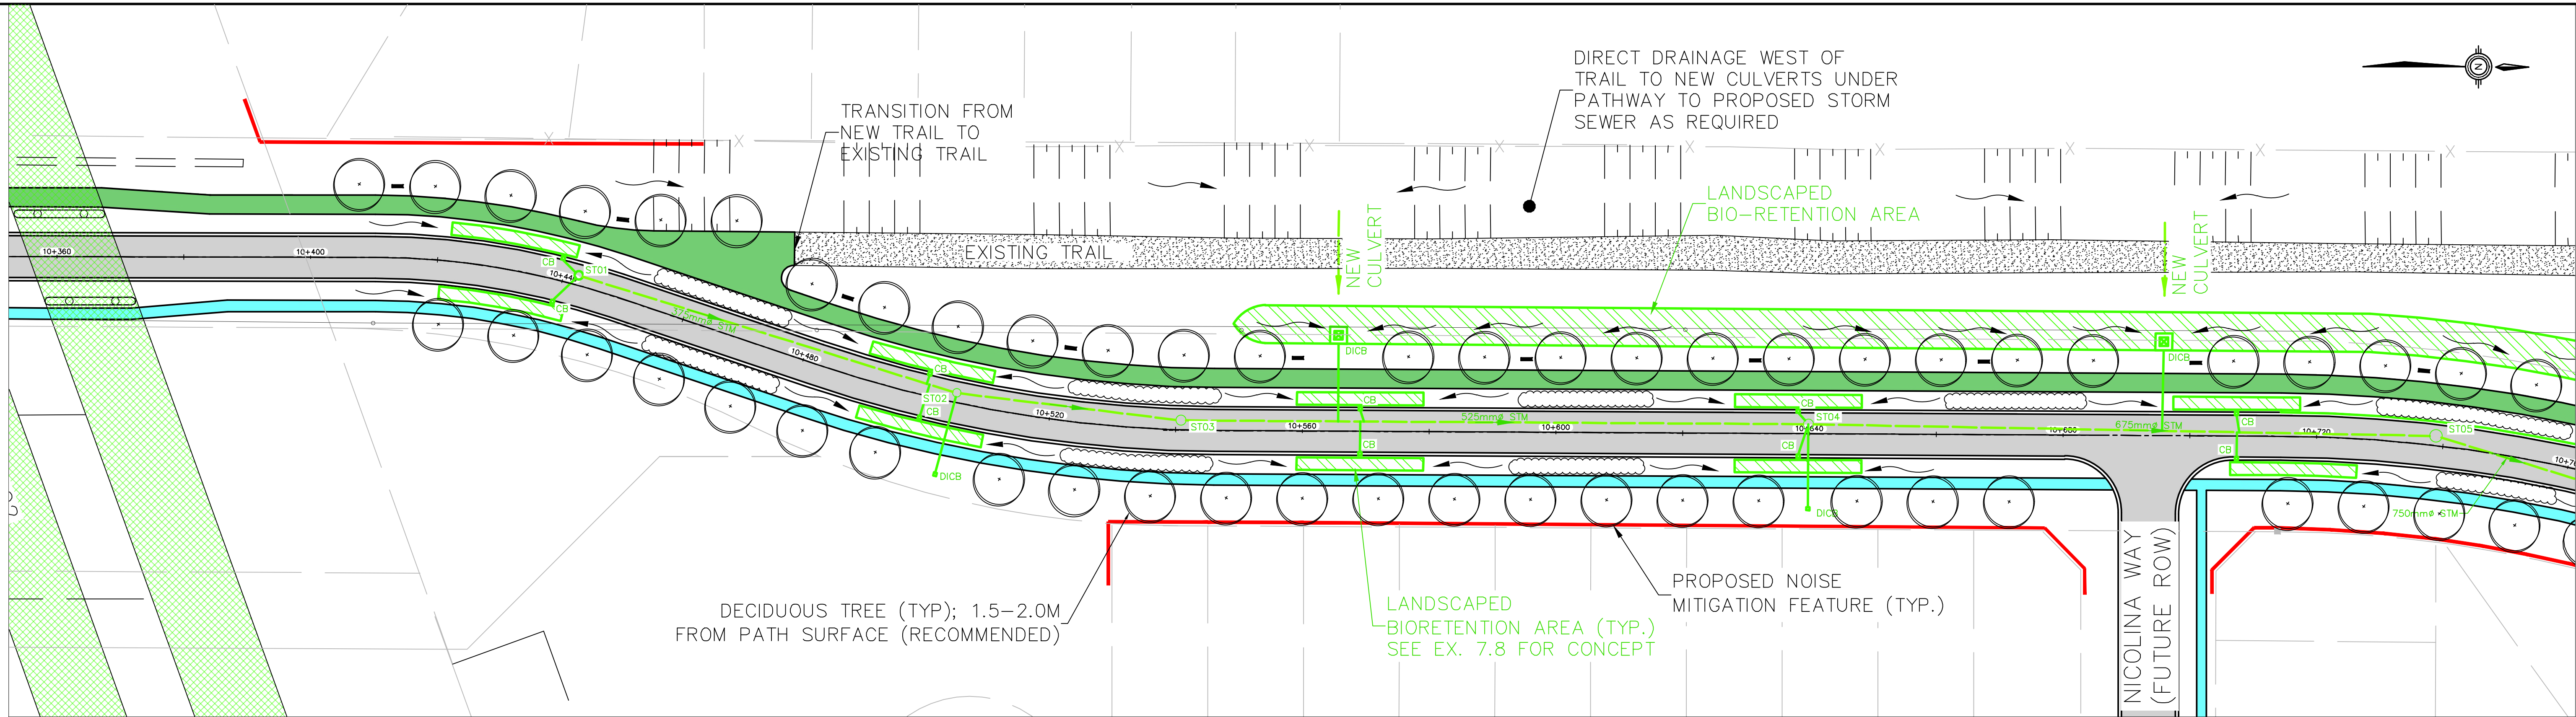 TRANSITION FROM
NEW TRAIL TO
EXISTING TRAIL
DIRECT DRAINAGE WEST OF
TRAIL TO NEW CULVERTS UNDER
PATHWAY TO PROPOSED STORM
SEWER AS REQUIRED
N
LANDSCAPED
BIO-RETENTION AREA
EXISTING TRAIL
NEW
CULVERT
NEW
CULVERT
10+360
10+400
10+440
10+480
10+520
10+560
10+600
10+640
10+680
10+720
CB
ST01
CB
375mmø STM
CB
ST02
CB
DICB
ST03
DICB
CB
CB
525mmø STM
CB
ST04
CB
DICB
DICB
675mmø STM
CB
CB
ST05
750mmø STM
DECIDUOUS TREE (TYP); 1.5-2.0M
FROM PATH SURFACE (RECOMMENDED)
LANDSCAPED
BIORETENTION AREA (TYP.)
SEE EX. 7.8 FOR CONCEPT
PROPOSED NOISE
MITIGATION FEATURE (TYP.)
NICOLINA WAY
(FUTURE ROW)